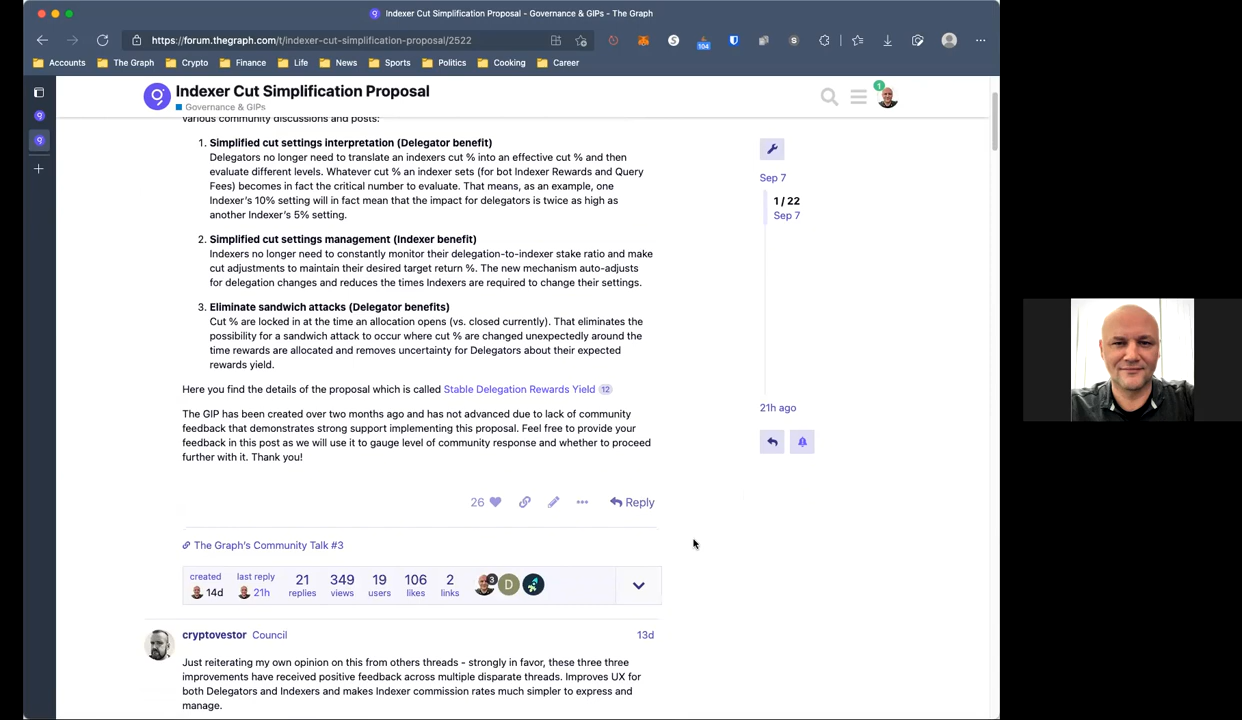 Indexer Cut Simplification Proposal - Governance & GIPs - The Graph
https://forum.thegraph.com/t/indexer-cut-simplification-proposal/2522
104
Accounts The Graph Crypto Finance Life News Sports Politics Cooking Career
Indexer Cut Simplification Proposal
Governance & GIPs
1
various community discussions and posts:
1. Simplified cut settings interpretation (Delegator benefit)
Delegators no longer need to translate an indexers cut % into an effective cut % and then
evaluate different levels. Whatever cut % an indexer sets (for bot Indexer Rewards and Query
Fees) becomes in fact the critical number to evaluate. That means, as an example, one
Indexer's 10% setting will in fact mean that the impact for delegators is twice as high as
another Indexer's 5% setting.
2. Simplified cut settings management (Indexer benefit)
Indexers no longer need to constantly monitor their delegation-to-indexer stake ratio and make
cut adjustments to maintain their desired target return %. The new mechanism auto-adjusts
for delegation changes and reduces the times Indexers are required to change their settings.
3. Eliminate sandwich attacks (Delegator benefits)
Cut % are locked in at the time an allocation opens (vs. closed currently). That eliminates the
possibility for a sandwich attack to occur where cut % are changed unexpectedly around the
time rewards are allocated and removes uncertainty for Delegators about their expected
rewards yield.
Here you find the details of the proposal which is called Stable Delegation Rewards Yield 12
The GIP has been created over two months ago and has not advanced due to lack of community
feedback that demonstrates strong support implementing this proposal. Feel free to provide your
feedback in this post as we will use it to gauge level of community response and whether to proceed
further with it. Thank you!
26 Reply
The Graph's Community Talk #3
created last reply 21 349 19 106 2
14d 21h replies views users likes links
3 D
cryptovestor Council 13d
Just reiterating my own opinion on this from others threads - strongly in favor, these three three
improvements have received positive feedback across multiple disparate threads. Improves UX for
both Delegators and Indexers and makes Indexer commission rates much simpler to express and
manage.
Sep 7
1 / 22
Sep 7
21h ago